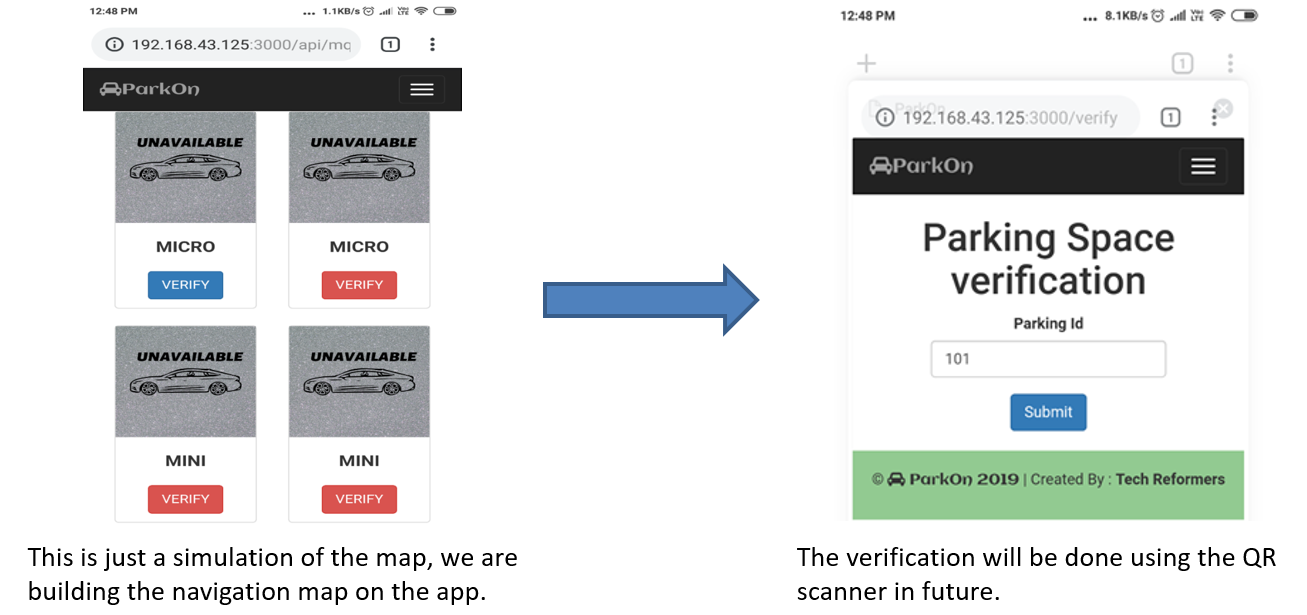 12:48 PM
... 1.1KB/s VoLTE
192.168.43.125:3000/api/mq 1
ParkOn
UNAVAILABLE UNAVAILABLE
MICRO MICRO
VERIFY VERIFY
UNAVAILABLE UNAVAILABLE
MINI MINI
VERIFY VERIFY
This is just a simulation of the map, we are
building the navigation map on the app.
12:48 PM
... 8.1KB/s VoLTE
1
ParkOn
192.168.43.125:3000/verify 1
ParkOn
Parking Space
verification
Parking Id
101
Submit
© ParkOn 2019 | Created By : Tech Reformers
The verification will be done using the QR
scanner in future.